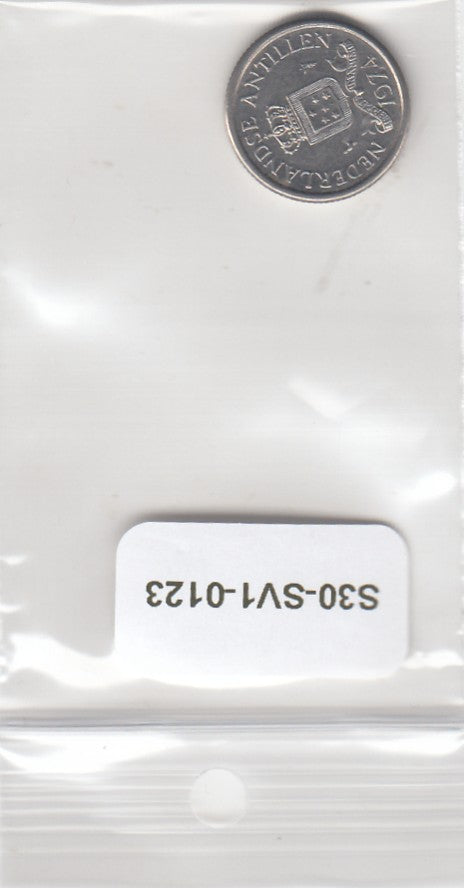 NEDERLANDSE ANTILLEN
1974
S30-SV1-0123